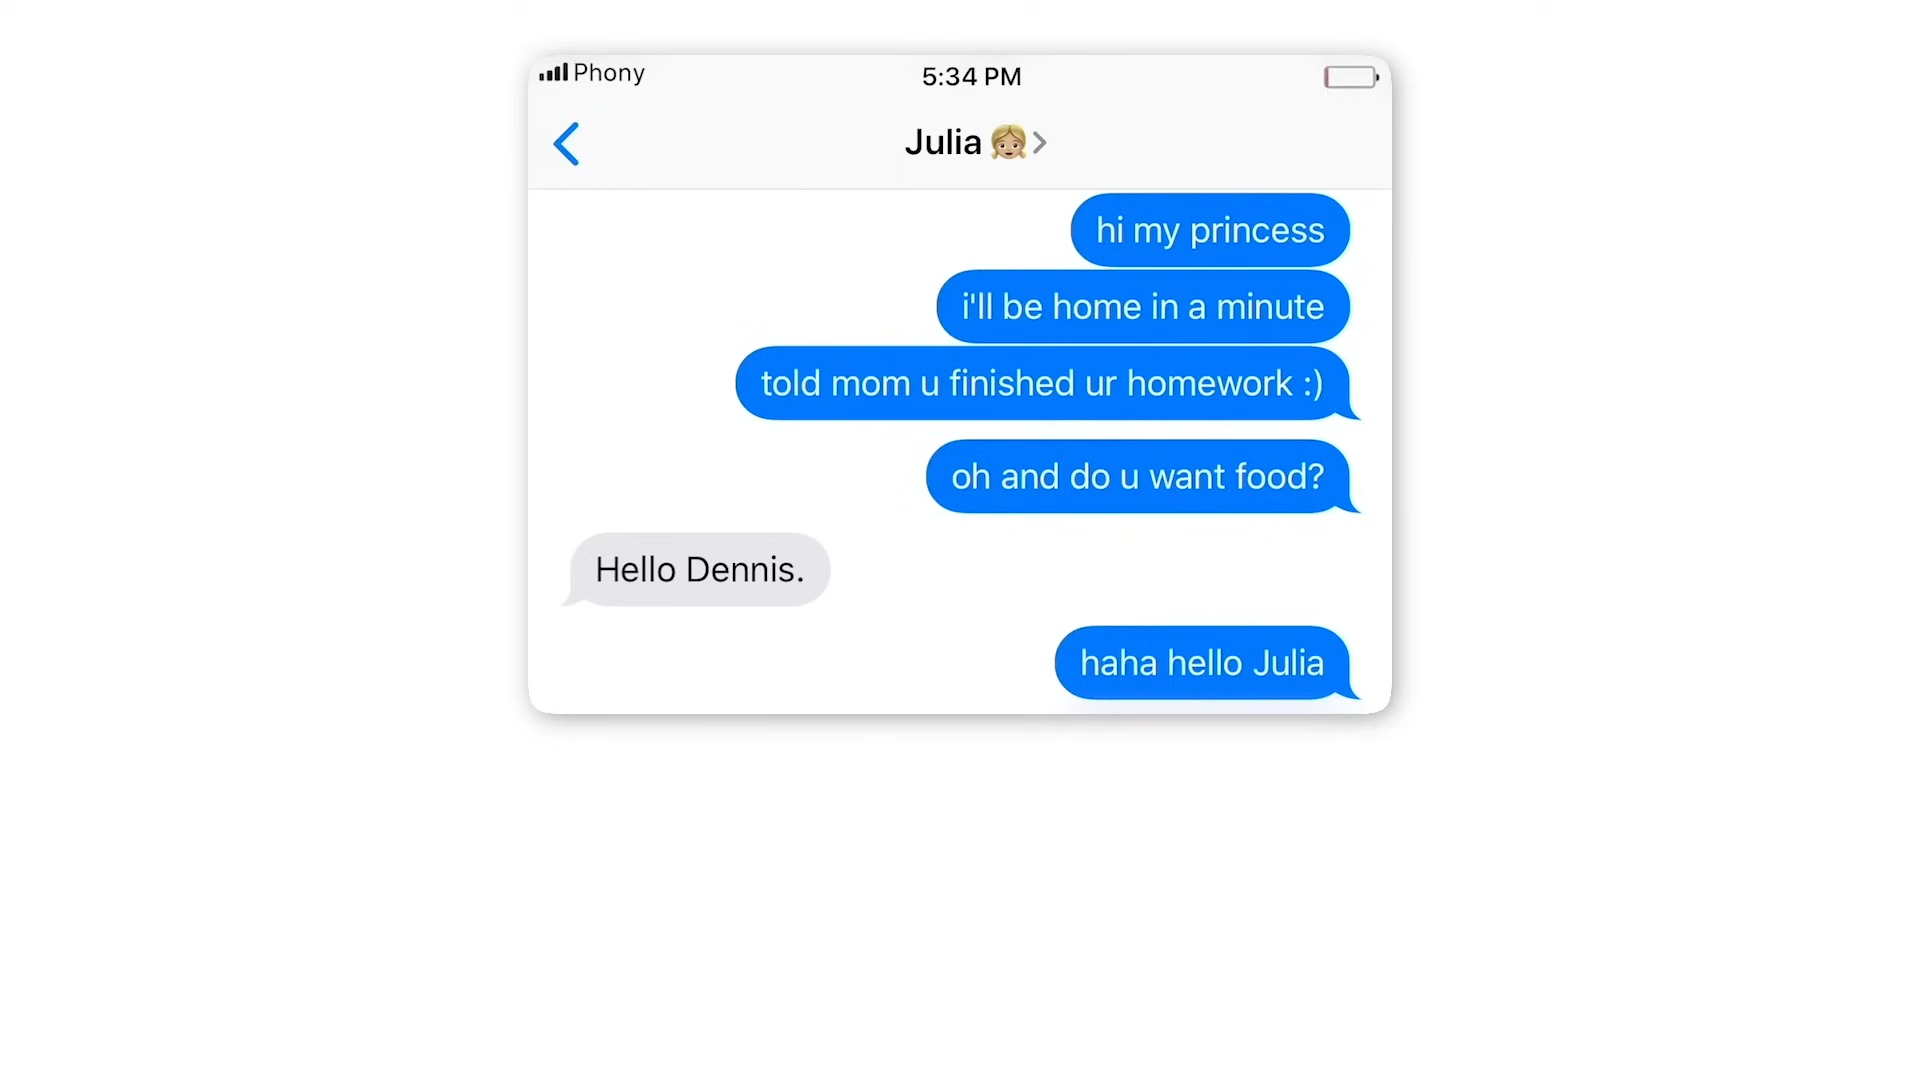 Phony
5:34 PM
Julia
hi my princess
i'll be home in a minute
told mom u finished ur homework :)
oh and do u want food?
Hello Dennis.
haha hello Julia